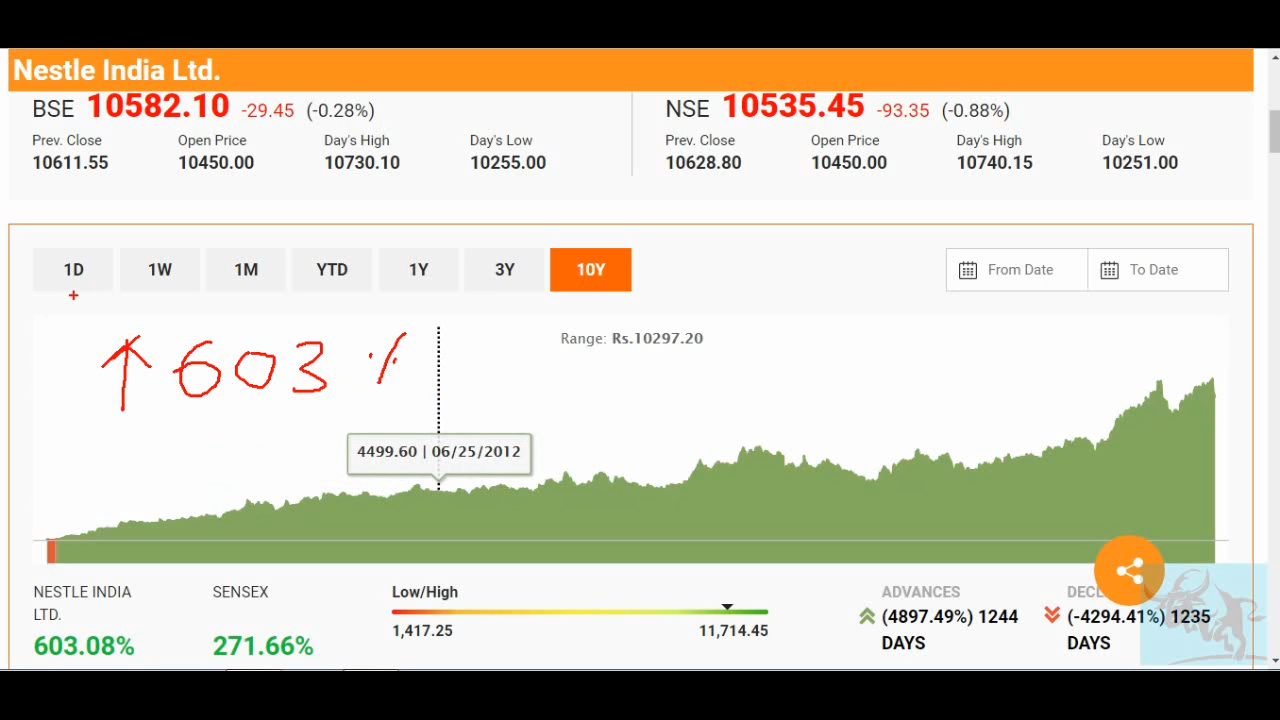 Nestle India Ltd.
BSE 10582.10 -29.45 (-0.28%)
Prev. Close Open Price Day's High Day's Low
10611.55 10450.00 10730.10 10255.00
NSE 10535.45 -93.35 (-0.88%)
Prev. Close Open Price Day's High Day's Low
10628.80 10450.00 10740.15 10251.00
1D 1W 1M YTD 1Y 3Y 10Y From Date To Date
Range: Rs.10297.20
↑ 603 %
4499.60 | 06/25/2012
NESTLE INDIA
LTD.
603.08%
SENSEX
271.66%
Low/High
1,417.25 11,714.45
ADVANCES
(4897.49%) 1244
DAYS
DECL
(-4294.41%) 1235
DAYS